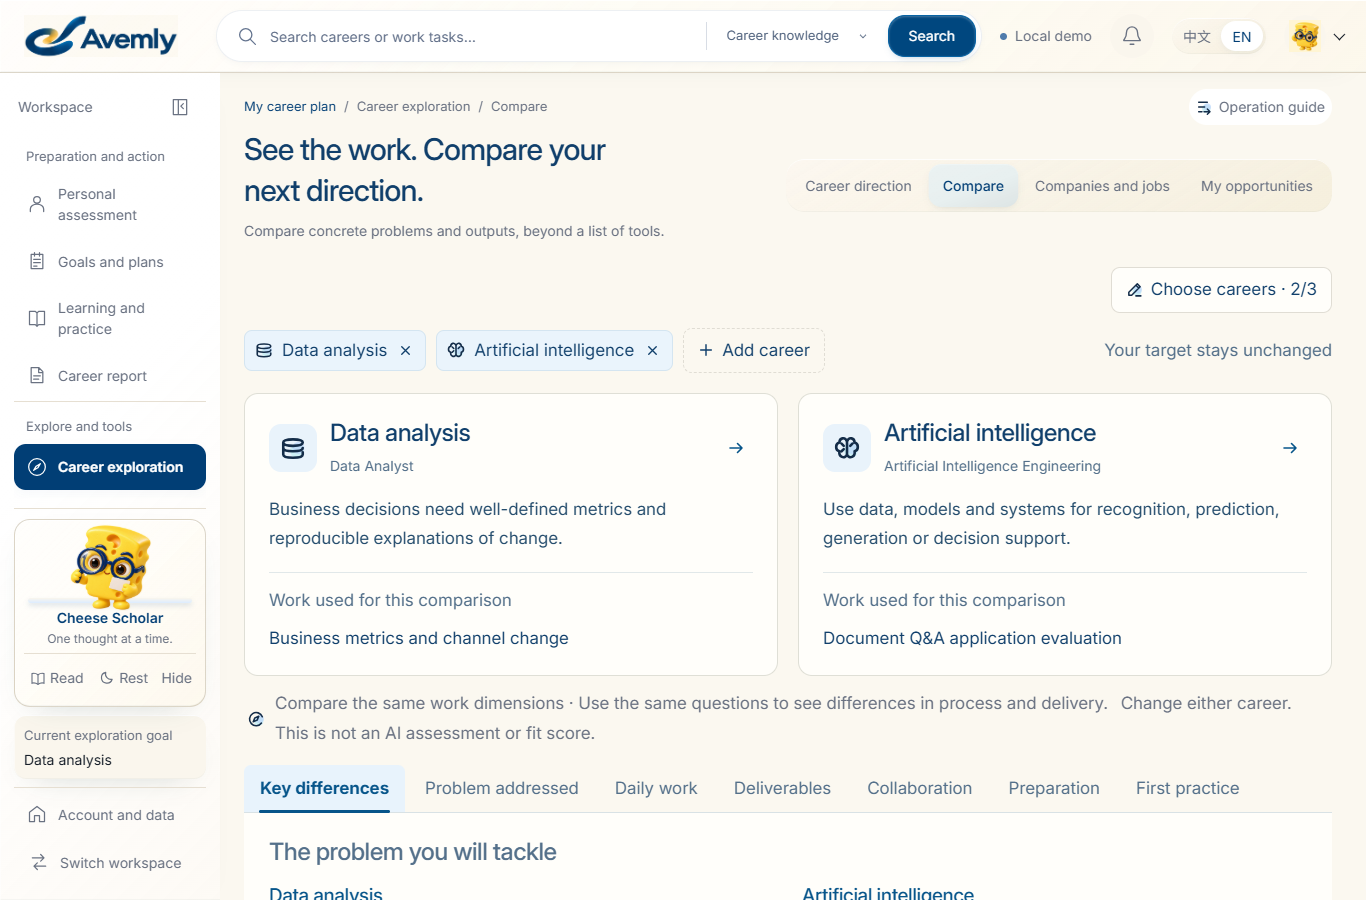 Avemly
Search careers or work tasks...
Career knowledge
Search
Local demo
中文
EN
Workspace
Preparation and action
Personal
assessment
Goals and plans
Learning and
practice
Career report
Explore and tools
Career exploration
Cheese Scholar
One thought at a time.
Read
Rest
Hide
Current exploration goal
Data analysis
Account and data
Switch workspace
My career plan / Career exploration / Compare
Operation guide
See the work. Compare your
next direction.
Compare concrete problems and outputs, beyond a list of tools.
Career direction
Compare
Companies and jobs
My opportunities
Choose careers · 2/3
Data analysis ×
Artificial intelligence ×
+ Add career
Your target stays unchanged
Data analysis
Data Analyst
Business decisions need well-defined metrics and
reproducible explanations of change.
Work used for this comparison
Business metrics and channel change
Artificial intelligence
Artificial Intelligence Engineering
Use data, models and systems for recognition, prediction,
generation or decision support.
Work used for this comparison
Document Q&A application evaluation
Compare the same work dimensions · Use the same questions to see differences in process and delivery. Change either career.
This is not an AI assessment or fit score.
Key differences
Problem addressed
Daily work
Deliverables
Collaboration
Preparation
First practice
The problem you will tackle
Data analysis
Artificial intelligence